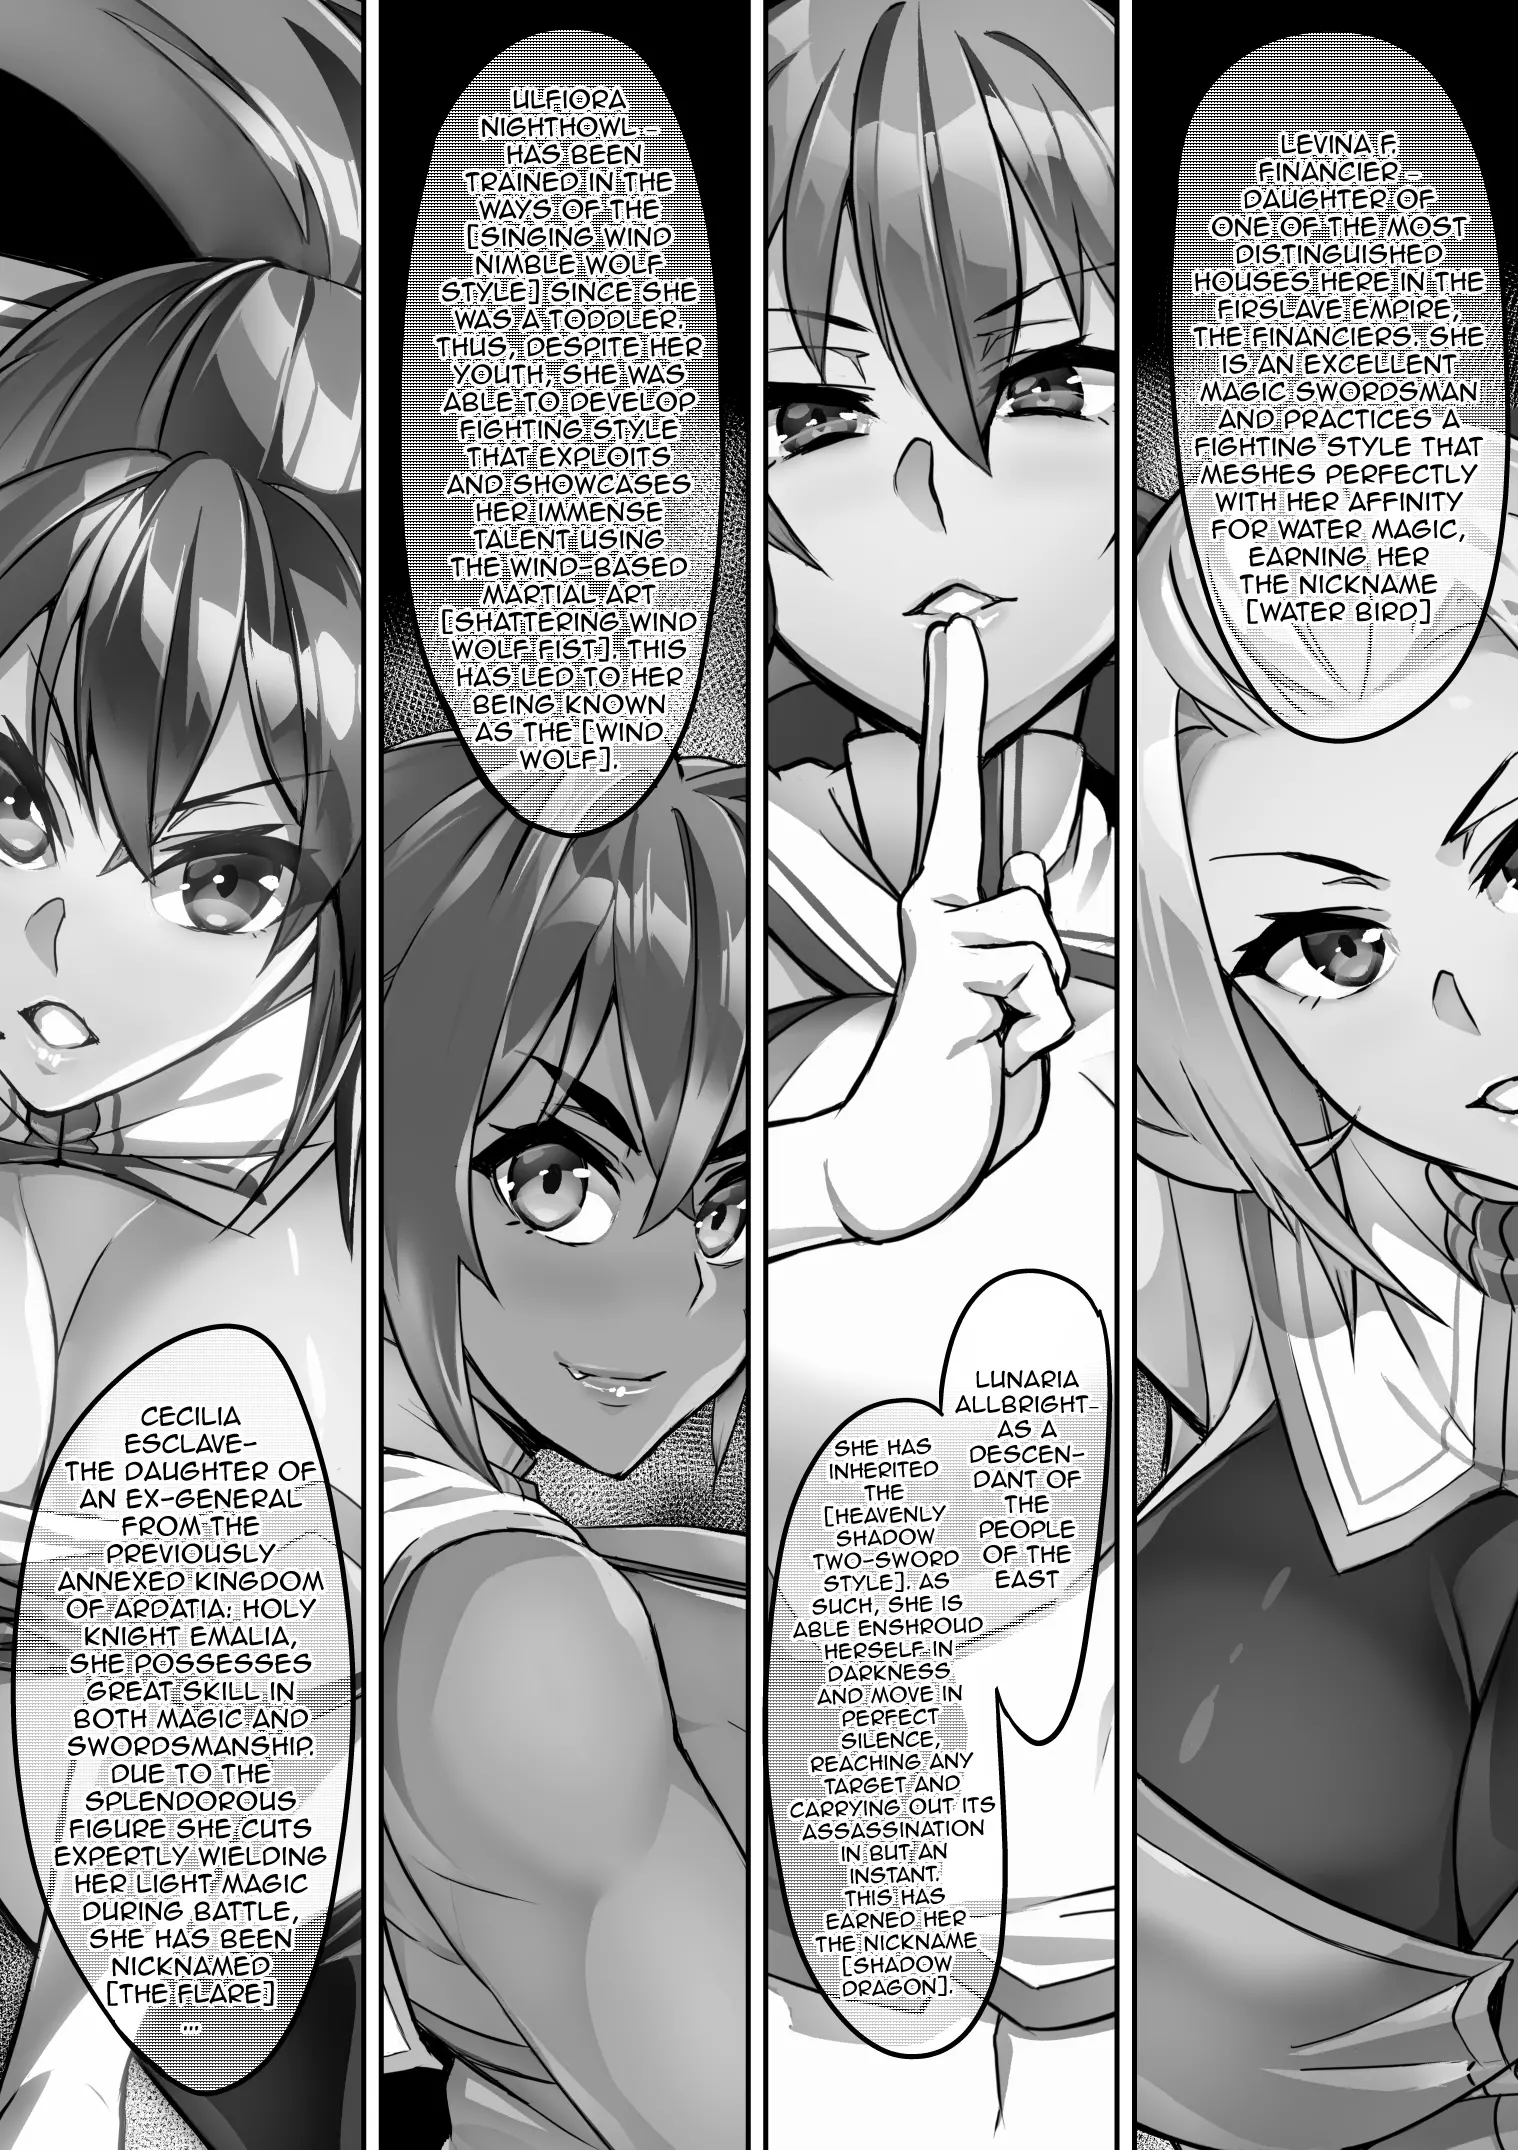 LEVINA F.
FINANCIER -
DAUGHTER OF
ONE OF THE MOST
DISTINGUISHED
HOUSES HERE IN THE
FIRSLAVE EMPIRE,
THE FINANCIERS. SHE
IS AN EXCELLENT
MAGIC SWORDSMAN
AND PRACTICES A
FIGHTING STYLE THAT
MESHES PERFECTLY
WITH HER AFFINITY
FOR WATER MAGIC,
EARNING HER
THE NICKNAME
[WATER BIRD]
LUNARIA
ALLBRIGHT-
AS A
DESCEN-
DANT OF
THE
PEOPLE
OF THE
EAST
SHE HAS
INHERITED
THE
[HEAVENLY
SHADOW
TWO-SWORD
STYLE]. AS
SUCH, SHE IS
ABLE ENSHROUD
HERSELF IN
DARKNESS
AND MOVE IN
PERFECT
SILENCE,
REACHING ANY
TARGET AND
CARRYING OUT ITS
ASSASSINATION
IN BUT AN
INSTANT.
THIS HAS
EARNED HER
THE NICKNAME
[SHADOW
DRAGON].
ULFIORA
NIGHTHOWL -
HAS BEEN
TRAINED IN THE
WAYS OF THE
[SINGING WIND
NIMBLE WOLF
STYLE] SINCE SHE
WAS A TODDLER.
THUS, DESPITE HER
YOUTH, SHE WAS
ABLE TO DEVELOP
FIGHTING STYLE
THAT EXPLOITS
AND SHOWCASES
HER IMMENSE
TALENT USING
THE WIND-BASED
MARTIAL ART
[SHATTERING WIND
WOLF FIST]. THIS
HAS LED TO HER
BEING KNOWN
AS THE [WIND
WOLF].
CECILIA
ESCLAVE-
THE DAUGHTER OF
AN EX-GENERAL
FROM THE
PREVIOUSLY
ANNEXED KINGDOM
OF ARDATIA: HOLY
KNIGHT EMALIA,
SHE POSSESSES
GREAT SKILL IN
BOTH MAGIC AND
SWORDSMANSHIP.
DUE TO THE
SPLENDOROUS
FIGURE SHE CUTS
EXPERTLY WIELDING
HER LIGHT MAGIC
DURING BATTLE,
SHE HAS BEEN
NICKNAMED
[THE FLARE]
...